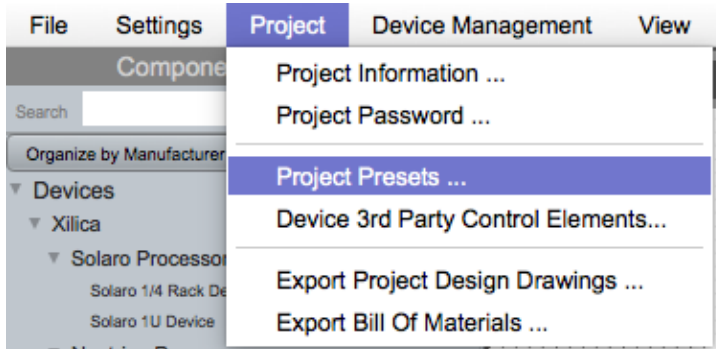 File Settings Project Device Management View
Compone
Project Information ...
Search
Project Password ...
Organize by Manufacturer
Project Presets ...
Devices
Device 3rd Party Control Elements...
Xilica
Solaro Processor
Export Project Design Drawings ...
Solaro 1/4 Rack De
Solaro 1U Device
Export Bill Of Materials ...